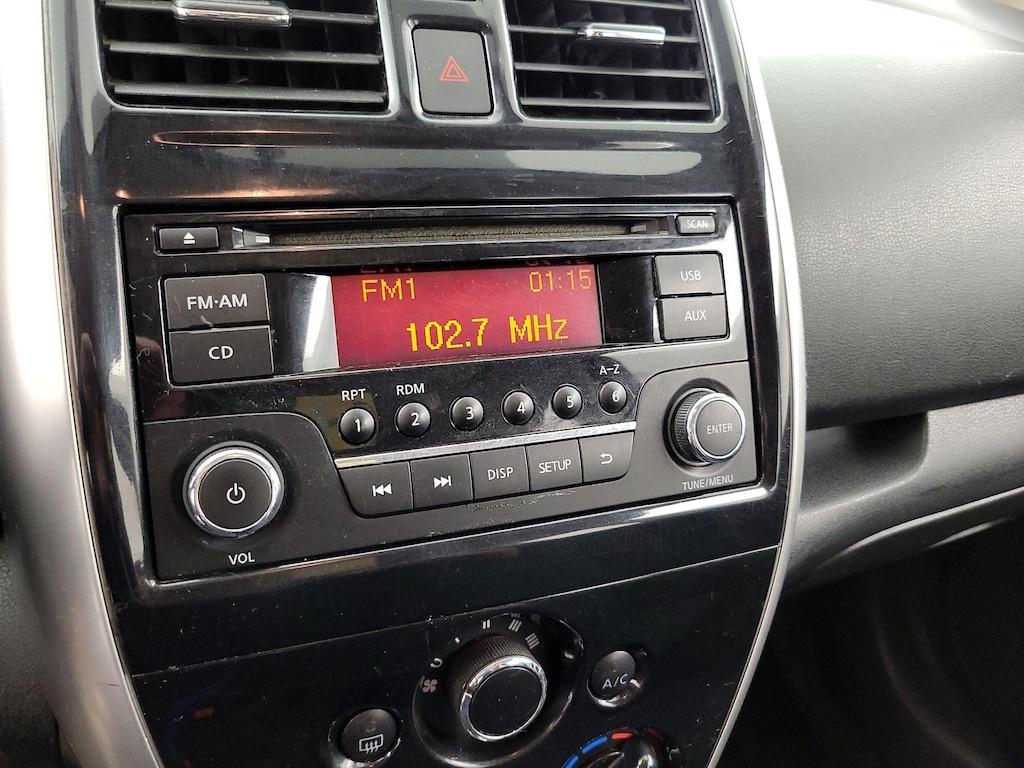 SCAN
FM·AM
CD
FM1 01:15
102.7 MHz
USB
AUX
RPT RDM A-Z
1 2 3 4 5 6
DISP SETUP
ENTER
TUNE/MENU
VOL
A/C